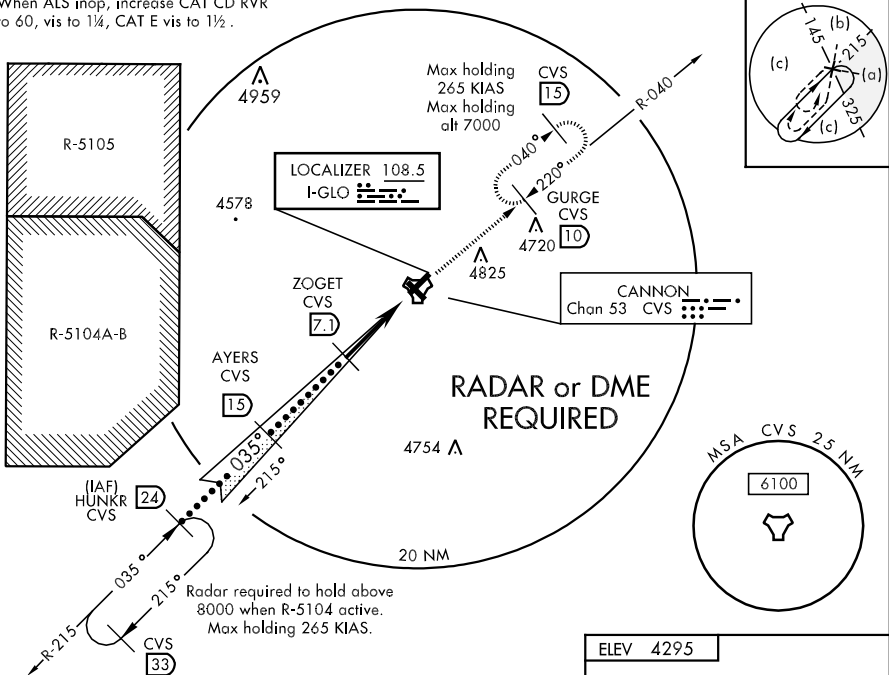 When ALS inop, increase CAT CD RVR
to 60, vis to 1¼, CAT E vis to 1½ .
R-5105
R-5104A-B
4959
4578
Max holding
265 KIAS
Max holding
alt 7000
CVS
15
R-040
040°
220°
GURGE
CVS
10
4720
4825
LOCALIZER 108.5
I-GLO
CANNON
Chan 53 CVS
ZOGET
CVS
7.1
AYERS
CVS
15
RADAR or DME
REQUIRED
4754
035°
215°
(IAF)
HUNKR
CVS
24
20 NM
035°
215°
R-215
CVS
33
Radar required to hold above
8000 when R-5104 active.
Max holding 265 KIAS.
145
(b)
215
(c)
(a)
325
(c)
MSA CVS 25 NM
6100
ELEV 4295